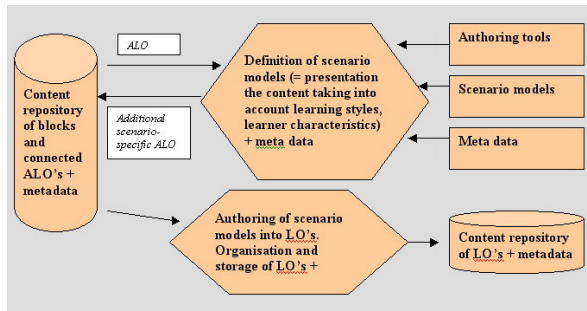 ALO
Authoring tools
Definition of scenario
models (= presentation
the content taking into
account learning styles,
learner characteristics)
+ meta data
Content
repository
of blocks
and
connected
ALO's +
metadata
Scenario models
Additional
scenario-
specific ALO
Meta data
Authoring of scenario
models into LO's.
Organisation and
storage of LO's +
Content repository
of LO's + metadata